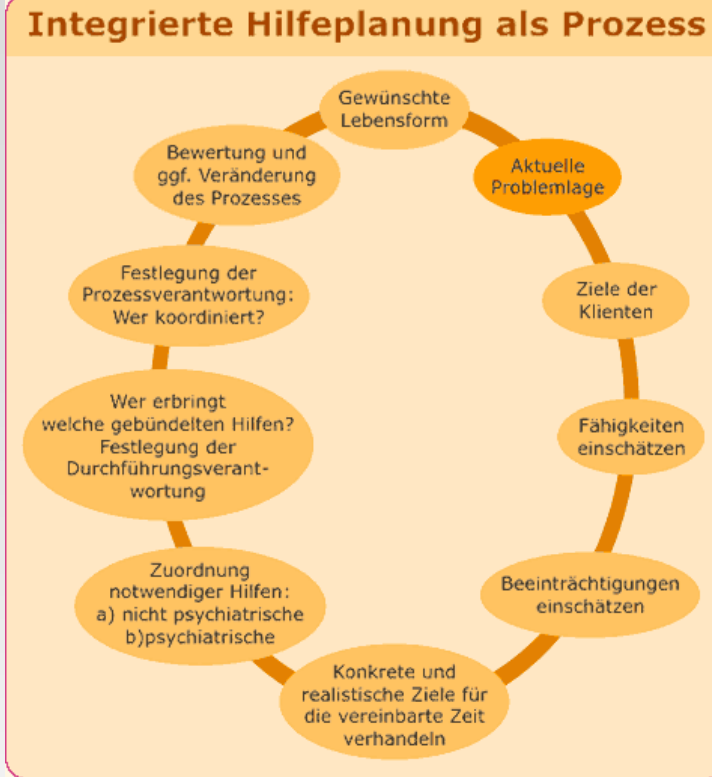 Integrierte Hilfeplanung als Prozess
Gewünschte
Lebensform
Aktuelle
Problemlage
Ziele der
Klienten
Fähigkeiten
einschätzen
Beeinträchtigungen
einschätzen
Konkrete und
realistische Ziele für
die vereinbarte Zeit
verhandeln
Zuordnung
notwendiger Hilfen:
a) nicht psychiatrische
b)psychiatrische
Wer erbringt
welche gebündelten Hilfen?
Festlegung der
Durchführungsverant-
wortung
Festlegung der
Prozessverantwortung:
Wer koordiniert?
Bewertung und
ggf. Veränderung
des Prozesses